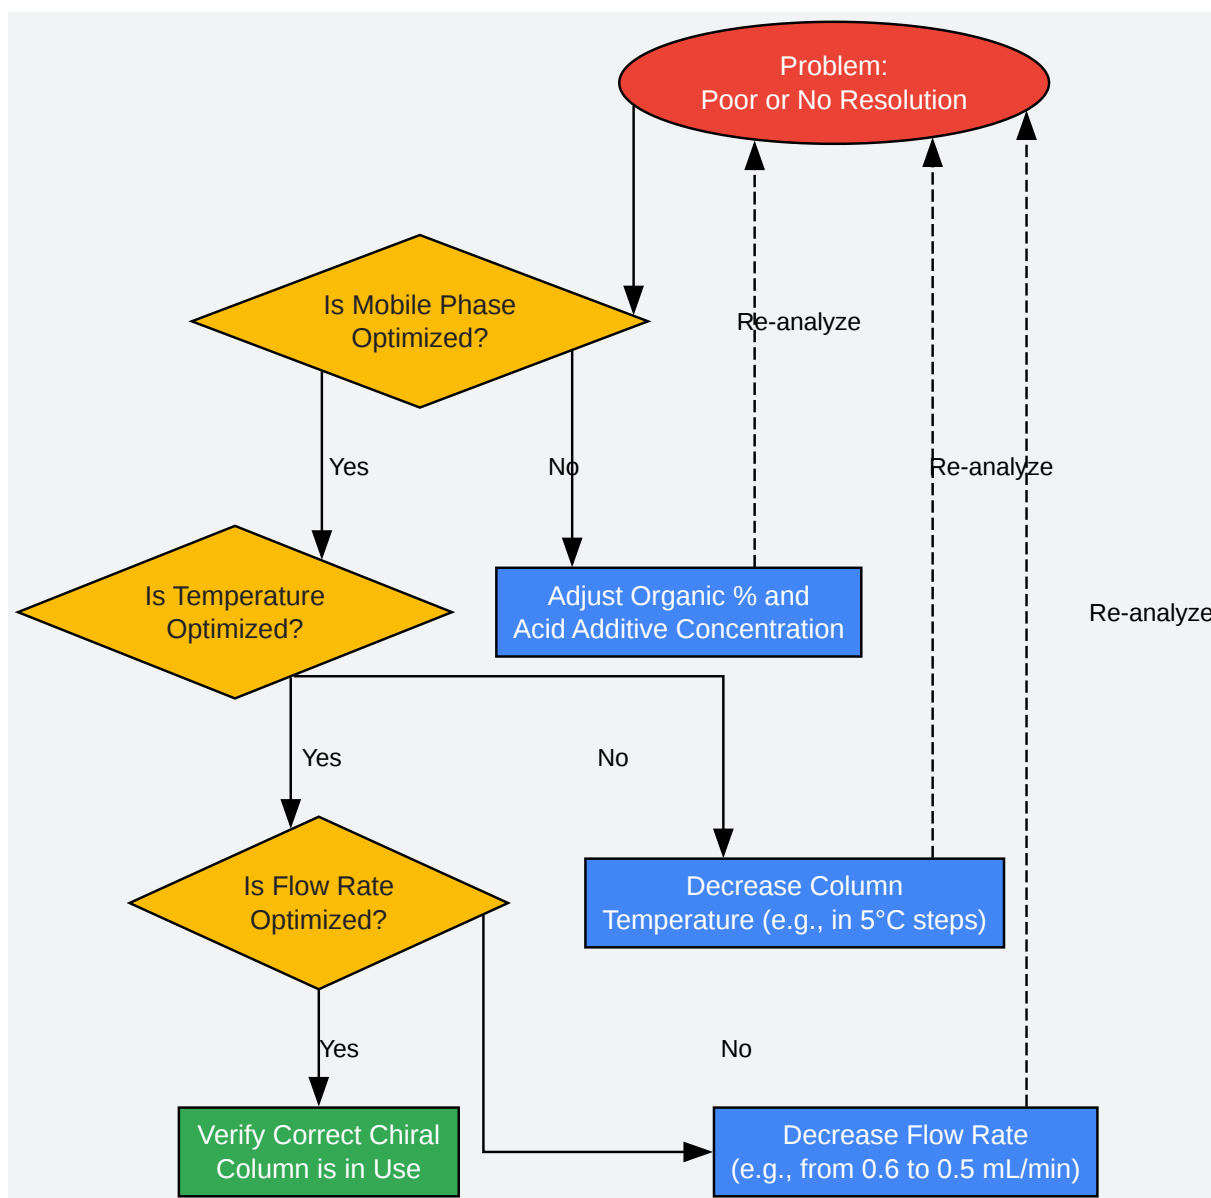 Problem:
Poor or No Resolution
Is Mobile Phase
Optimized?
Re-analyze
Yes
No
Re-analyze
Is Temperature
Optimized?
Adjust Organic % and
Acid Additive Concentration
Re-analyze
Yes
No
Is Flow Rate
Optimized?
Decrease Column
Temperature (e.g., in 5°C steps)
Yes
No
Verify Correct Chiral
Column is in Use
Decrease Flow Rate
(e.g., from 0.6 to 0.5 mL/min)